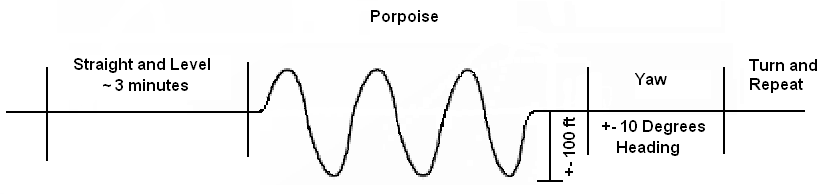 Porpoise
Straight and Level
~ 3 minutes
+- 100 ft
Yaw
+- 10 Degrees
Heading
Turn and
Repeat